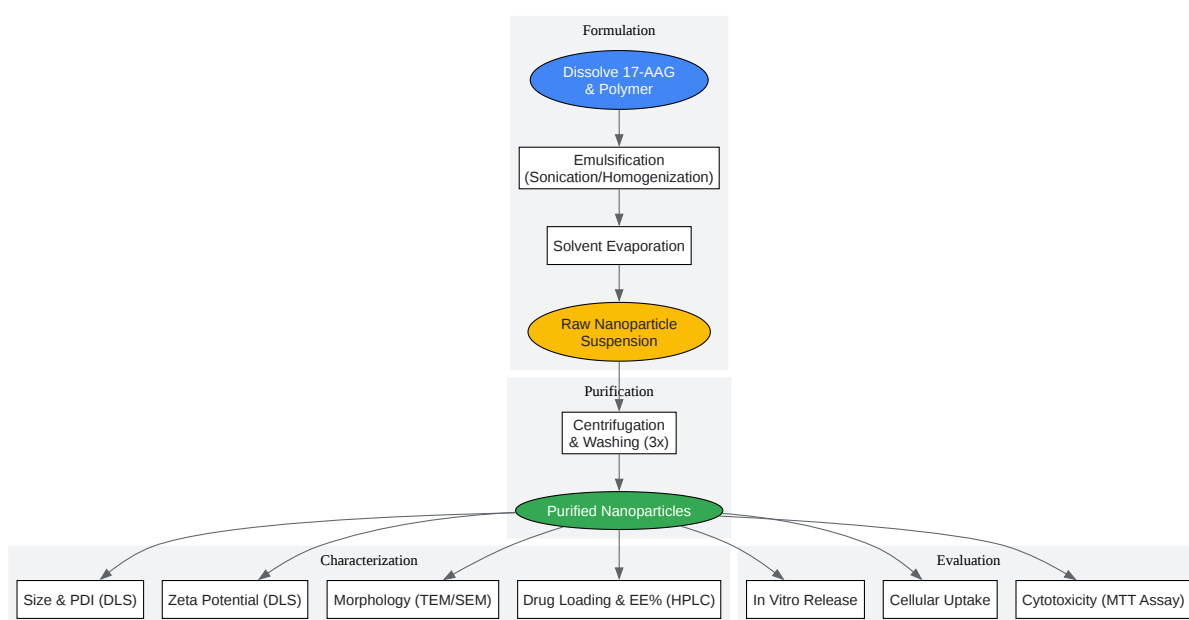 Formulation
Dissolve 17-AAG
& Polymer
Emulsification
(Sonication/Homogenization)
Solvent Evaporation
Raw Nanoparticle
Suspension
Purification
Centrifugation
& Washing (3x)
Purified Nanoparticles
Characterization
Evaluation
Size & PDI (DLS)
Zeta Potential (DLS)
Morphology (TEM/SEM)
Drug Loading & EE% (HPLC)
In Vitro Release
Cellular Uptake
Cytotoxicity (MTT Assay)